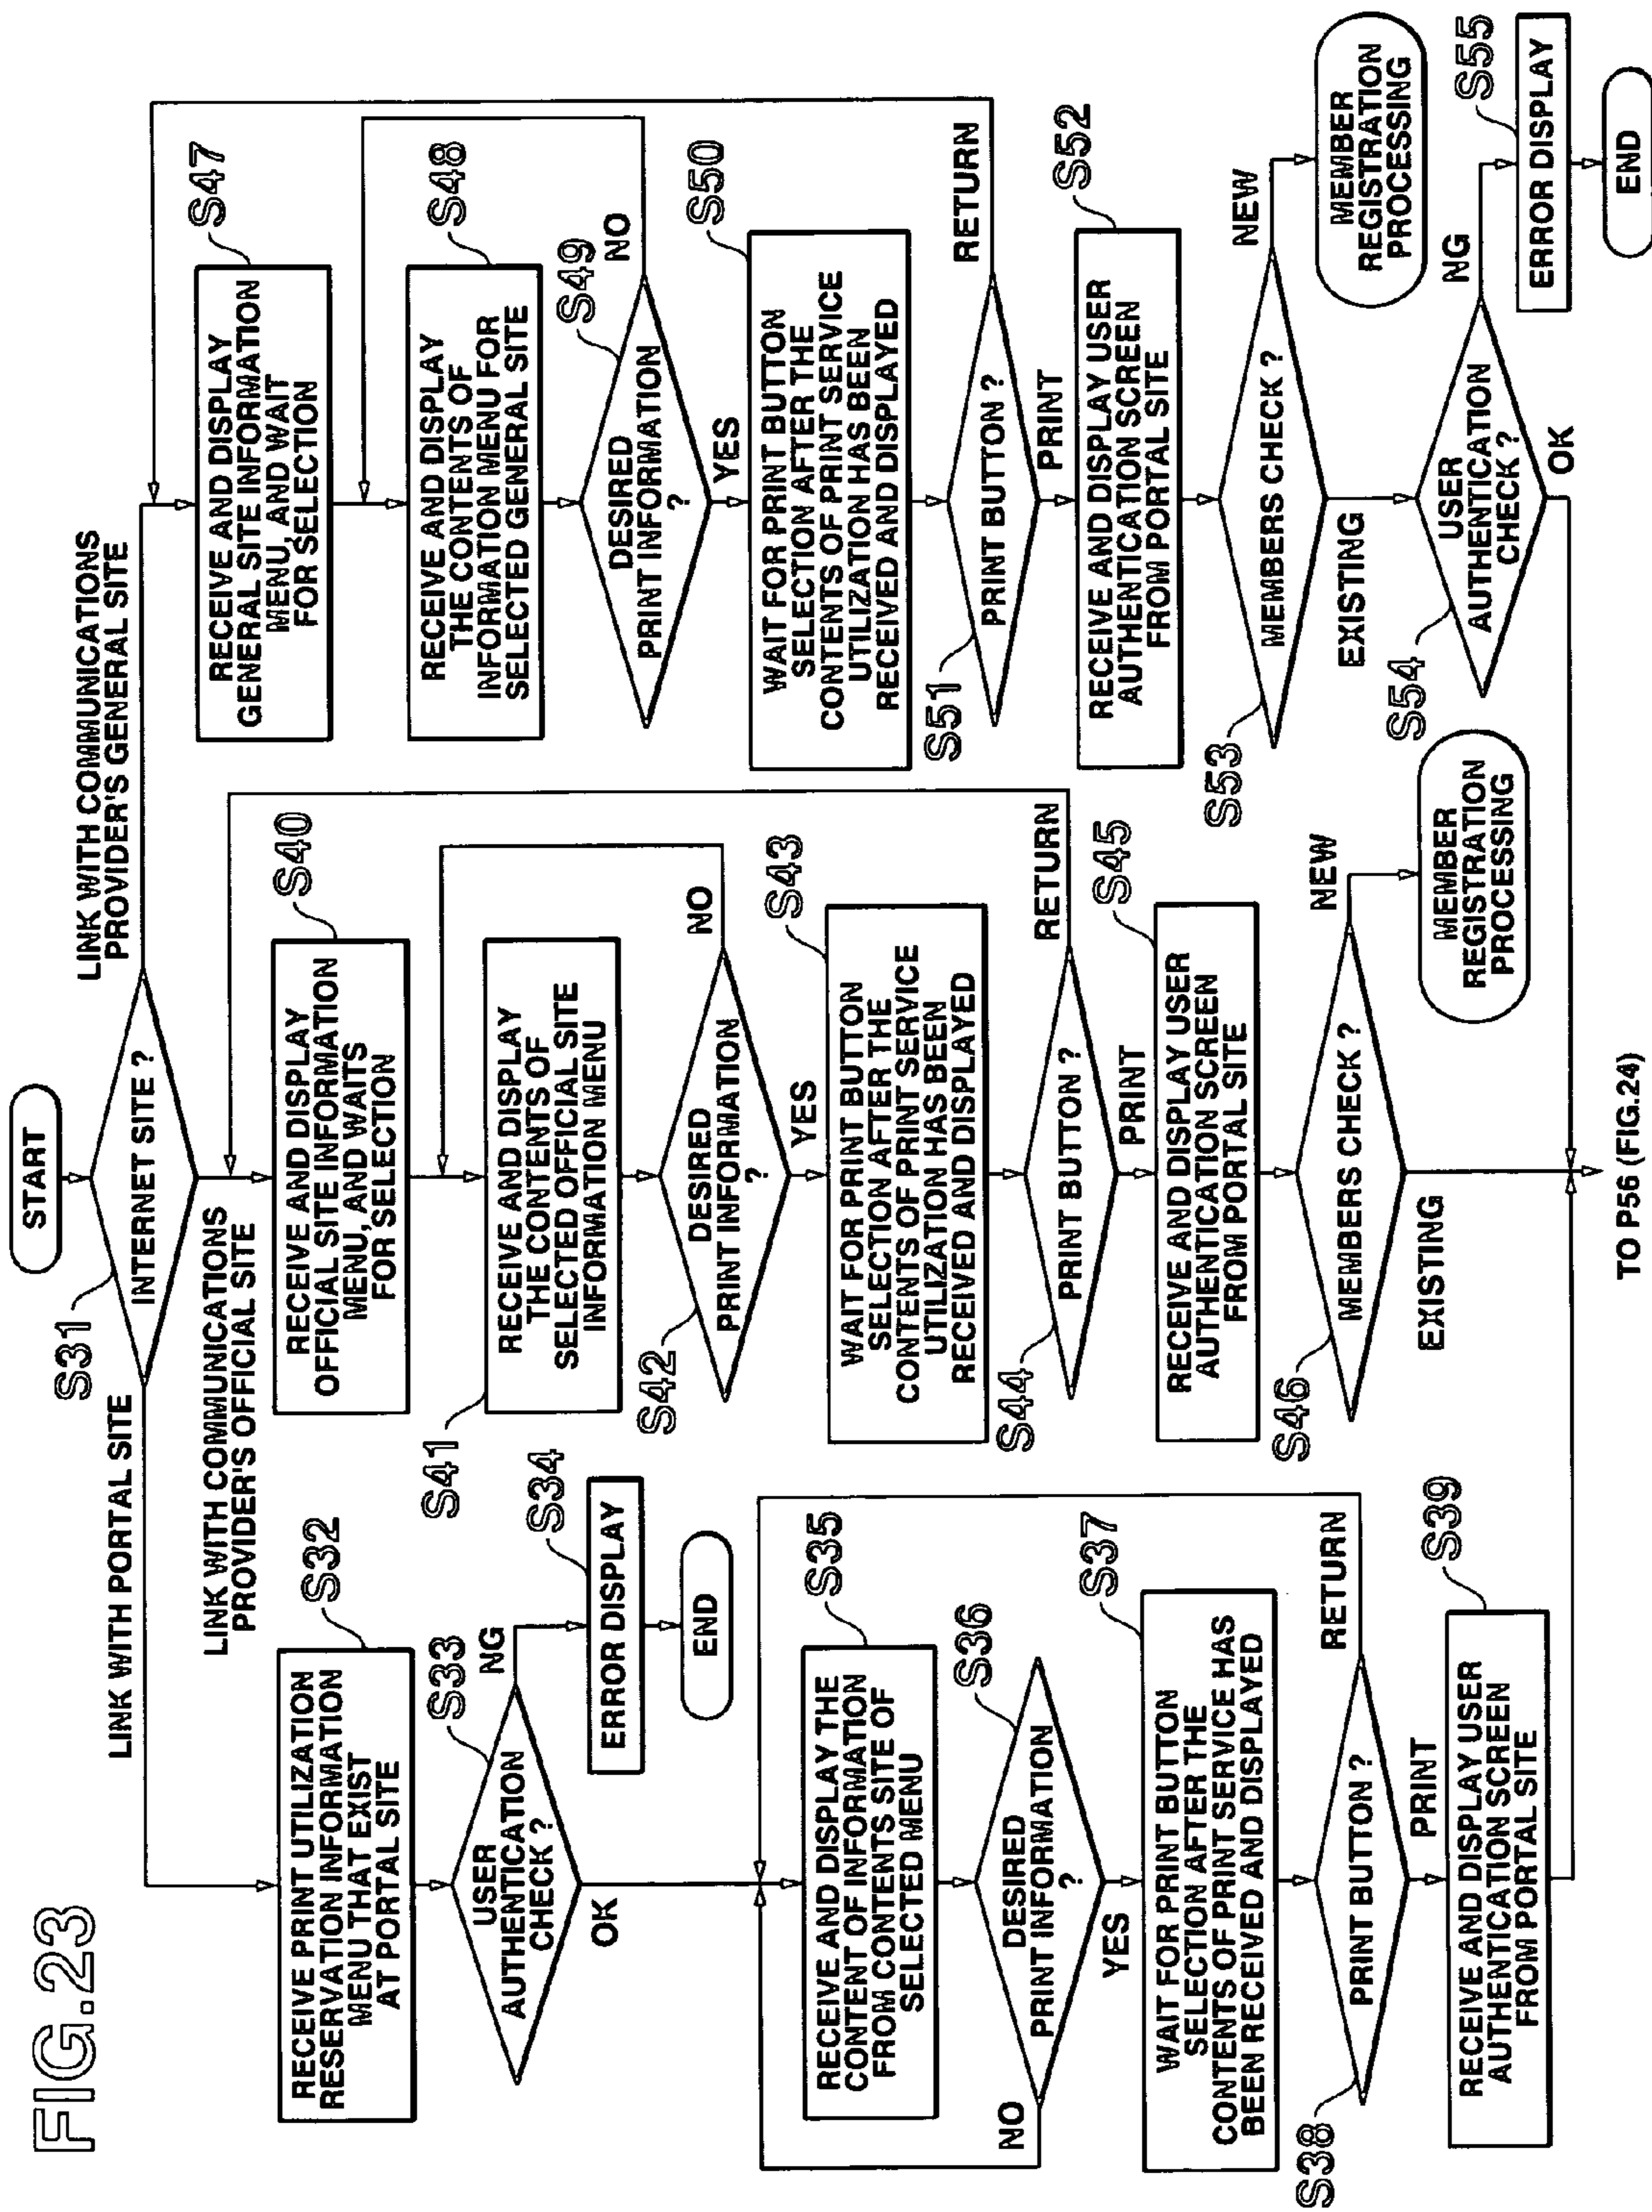 FIG.23
START
S31
INTERNET SITE ?
LINK WITH PORTAL SITE
LINK WITH COMMUNICATIONS
PROVIDER'S OFFICIAL SITE
LINK WITH COMMUNICATIONS
PROVIDER'S GENERAL SITE
S32
RECEIVE PRINT UTILIZATION
RESERVATION INFORMATION
MENU THAT EXIST
AT PORTAL SITE
S33
USER
AUTHENTICATION
CHECK ?
NG
OK
S34
ERROR DISPLAY
END
S35
RECEIVE AND DISPLAY THE
CONTENT OF INFORMATION
FROM CONTENTS SITE OF
SELECTED MENU
S36
DESIRED
PRINT INFORMATION
?
NO
YES
S37
WAIT FOR PRINT BUTTON
SELECTION AFTER THE
CONTENTS OF PRINT SERVICE HAS
BEEN RECEIVED AND DISPLAYED
S38
PRINT BUTTON ?
RETURN
PRINT
S39
RECEIVE AND DISPLAY USER
AUTHENTICATION SCREEN
FROM PORTAL SITE
S40
RECEIVE AND DISPLAY
OFFICIAL SITE INFORMATION
MENU, AND WAITS
FOR SELECTION
S41
RECEIVE AND DISPLAY
THE CONTENTS OF
SELECTED OFFICIAL SITE
INFORMATION MENU
S42
DESIRED
PRINT INFORMATION
?
NO
YES
S43
WAIT FOR PRINT BUTTON
SELECTION AFTER THE
CONTENTS OF PRINT SERVICE
UTILIZATION HAS BEEN
RECEIVED AND DISPLAYED
S44
PRINT BUTTON ?
RETURN
PRINT
S45
RECEIVE AND DISPLAY USER
AUTHENTICATION SCREEN
FROM PORTAL SITE
S46
MEMBERS CHECK ?
NEW
EXISTING
MEMBER
REGISTRATION
PROCESSING
S47
RECEIVE AND DISPLAY
GENERAL SITE INFORMATION
MENU, AND WAIT
FOR SELECTION
S48
RECEIVE AND DISPLAY
THE CONTENTS OF
INFORMATION MENU FOR
SELECTED GENERAL SITE
S49
DESIRED
PRINT INFORMATION
?
NO
YES
S50
WAIT FOR PRINT BUTTON
SELECTION AFTER THE
CONTENTS OF PRINT SERVICE
UTILIZATION HAS BEEN
RECEIVED AND DISPLAYED
S51
PRINT BUTTON ?
RETURN
PRINT
S52
RECEIVE AND DISPLAY USER
AUTHENTICATION SCREEN
FROM PORTAL SITE
S53
MEMBERS CHECK ?
NEW
EXISTING
MEMBER
REGISTRATION
PROCESSING
S54
USER
AUTHENTICATION
CHECK ?
NG
OK
S55
ERROR DISPLAY
END
TO P56 (FIG.24)